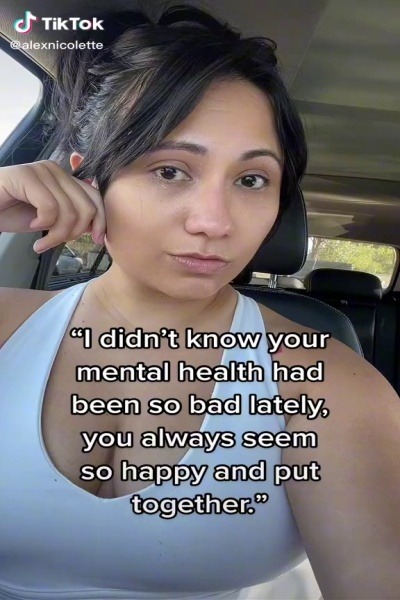 TikTok
@alexnicolette
“I didn’t know your
mental health had
been so bad lately,
you always seem
so happy and put
together.”